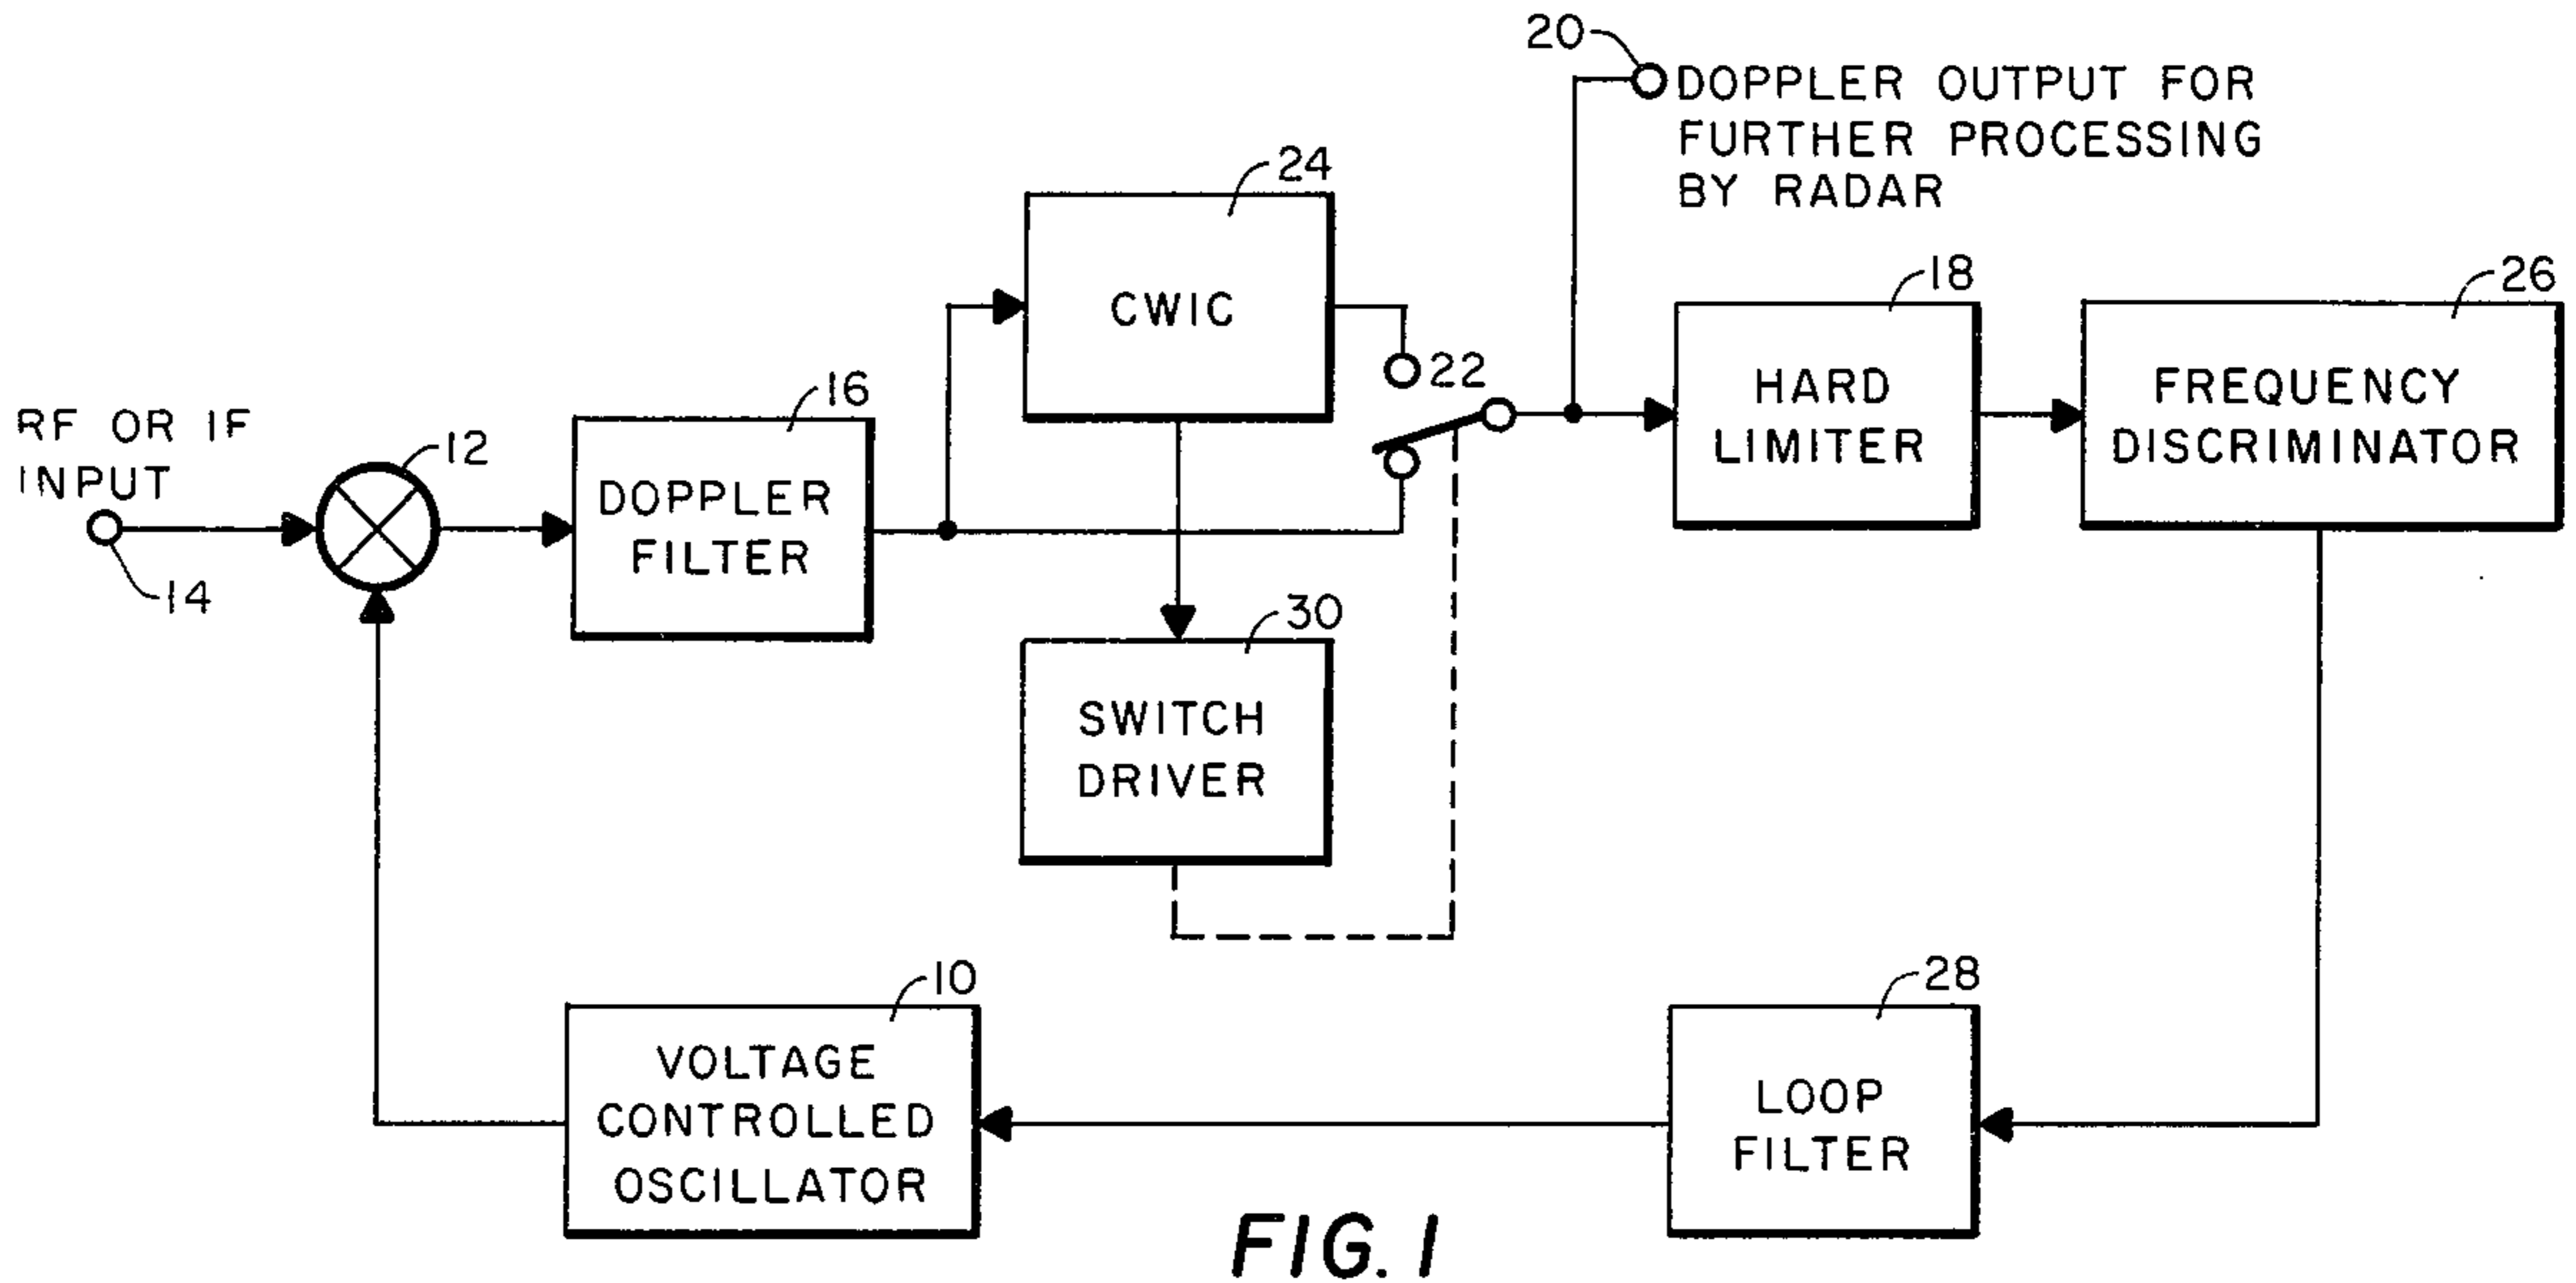 20
DOPPLER OUTPUT FOR
FURTHER PROCESSING
BY RADAR
24
CWIC
22
18
HARD
LIMITER
26
FREQUENCY
DISCRIMINATOR
RF OR IF
INPUT
14
12
16
DOPPLER
FILTER
30
SWITCH
DRIVER
10
VOLTAGE
CONTROLLED
OSCILLATOR
28
LOOP
FILTER
FIG. 1